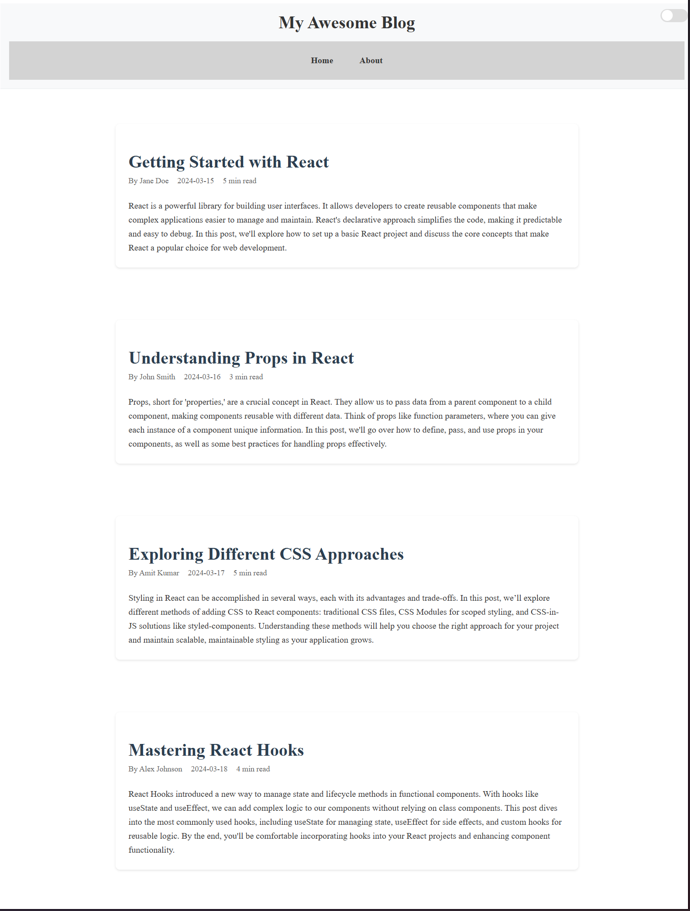 My Awesome Blog
Home About
Getting Started with React
By Jane Doe 2024-03-15 5 min read
React is a powerful library for building user interfaces. It allows developers to create reusable components that make
complex applications easier to manage and maintain. React's declarative approach simplifies the code, making it predictable
and easy to debug. In this post, we'll explore how to set up a basic React project and discuss the core concepts that make
React a popular choice for web development.
Understanding Props in React
By John Smith 2024-03-16 3 min read
Props, short for 'properties,' are a crucial concept in React. They allow us to pass data from a parent component to a child
component, making components reusable with different data. Think of props like function parameters, where you can give
each instance of a component unique information. In this post, we'll go over how to define, pass, and use props in your
components, as well as some best practices for handling props effectively.
Exploring Different CSS Approaches
By Amit Kumar 2024-03-17 5 min read
Styling in React can be accomplished in several ways, each with its advantages and trade-offs. In this post, we’ll explore
different methods of adding CSS to React components: traditional CSS files, CSS Modules for scoped styling, and CSS-in-
JS solutions like styled-components. Understanding these methods will help you choose the right approach for your project
and maintain scalable, maintainable styling as your application grows.
Mastering React Hooks
By Alex Johnson 2024-03-18 4 min read
React Hooks introduced a new way to manage state and lifecycle methods in functional components. With hooks like
useState and useEffect, we can add complex logic to our components without relying on class components. This post dives
into the most commonly used hooks, including useState for managing state, useEffect for side effects, and custom hooks for
reusable logic. By the end, you'll be comfortable incorporating hooks into your React projects and enhancing component
functionality.